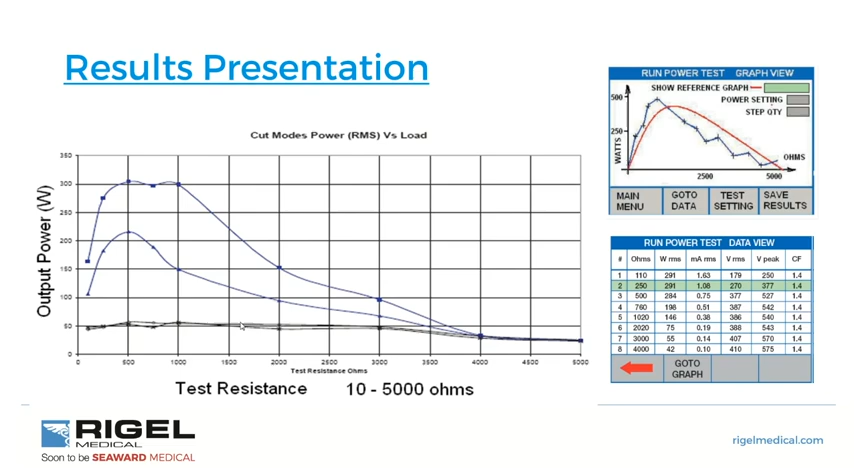 Results Presentation
Cut Modes Power (RMS) Vs Load
Output Power (W)
350
300
250
200
150
100
50
0
0 500 1000 1500 2000 2500 3000 3500 4000 4500 5000
Test Resistance Ohms
Test Resistance 10 - 5000 ohms
RUN POWER TEST GRAPH VIEW
SHOW REFERENCE GRAPH
POWER SETTING
STEP QTY
500
250
WATTS
0
2500 5000
OHMS
MAIN MENU
GOTO DATA
TEST SETTING
SAVE RESULTS
RUN POWER TEST DATA VIEW
# Ohms W rms mA rms V rms V peak CF
1 110 291 1.63 179 250 1.4
2 250 291 1.08 270 377 1.4
3 500 284 0.75 377 527 1.4
4 760 198 0.51 387 542 1.4
5 1020 146 0.38 386 540 1.4
6 2020 75 0.19 388 543 1.4
7 3000 55 0.14 407 570 1.4
8 4000 42 0.10 410 575 1.4
GOTO GRAPH
RIGEL
MEDICAL
Soon to be SEAWARD MEDICAL
rigelmedical.com